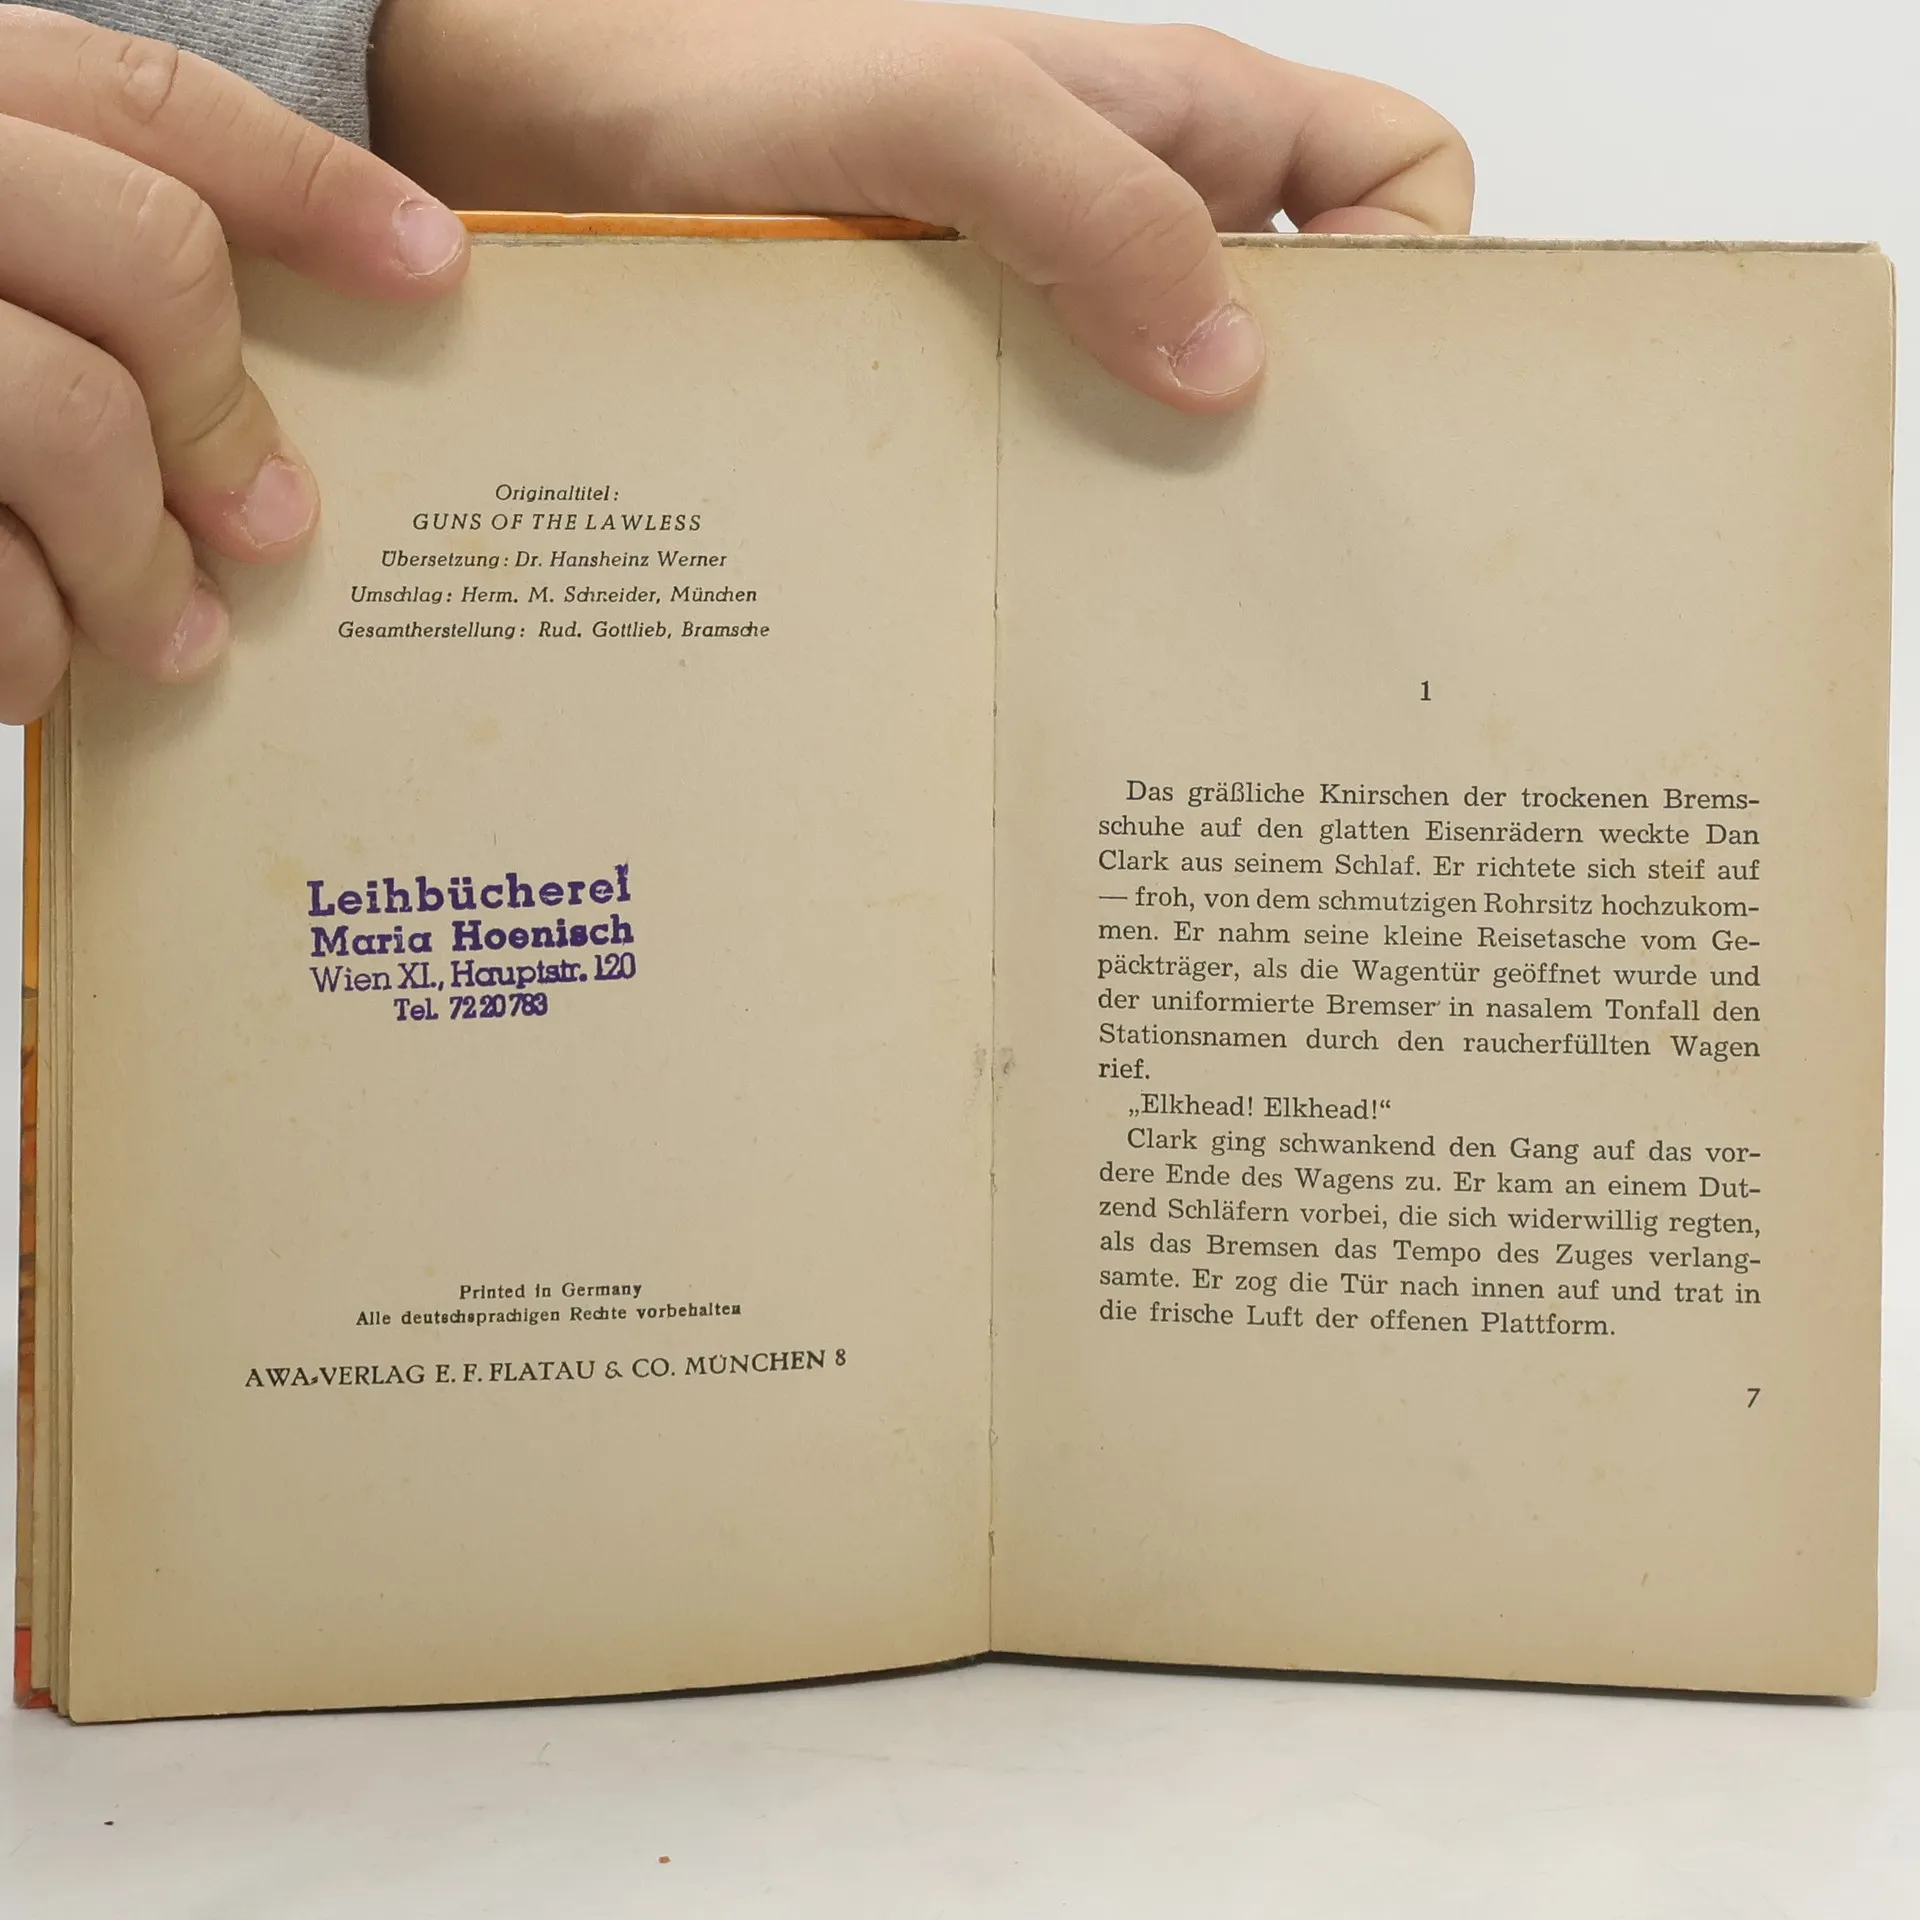 Originaltitel:
GUNS OF THE LAWLESS
Übersetzung: Dr. Hansheinz Werner
Umschlag: Herm. M. Schneider, München
Gesamtherstellung: Rud. Gottlieb, Bramsche
Leihbücherei
Maria Hoenisch
Wien XI., Hauptstr. 120
Tel. 72 20 783
Printed in Germany
Alle deutschsprachigen Rechte vorbehalten
AWA-VERLAG E. F. FLATAU & CO. MÜNCHEN 8
1
Das gräßliche Knirschen der trockenen Brems-
schuhe auf den glatten Eisenrädern weckte Dan
Clark aus seinem Schlaf. Er richtete sich steif auf
— froh, von dem schmutzigen Rohrsitz hochzukom-
men. Er nahm seine kleine Reisetasche vom Ge-
päckträger, als die Wagentür geöffnet wurde und
der uniformierte Bremser in nasalem Tonfall den
Stationsnamen durch den raucherfüllten Wagen
rief.
„Elkhead! Elkhead!“
Clark ging schwankend den Gang auf das vor-
dere Ende des Wagens zu. Er kam an einem Dut-
zend Schläfern vorbei, die sich widerwillig regten,
als das Bremsen das Tempo des Zuges verlang-
samte. Er zog die Tür nach innen auf und trat in
die frische Luft der offenen Plattform.
7